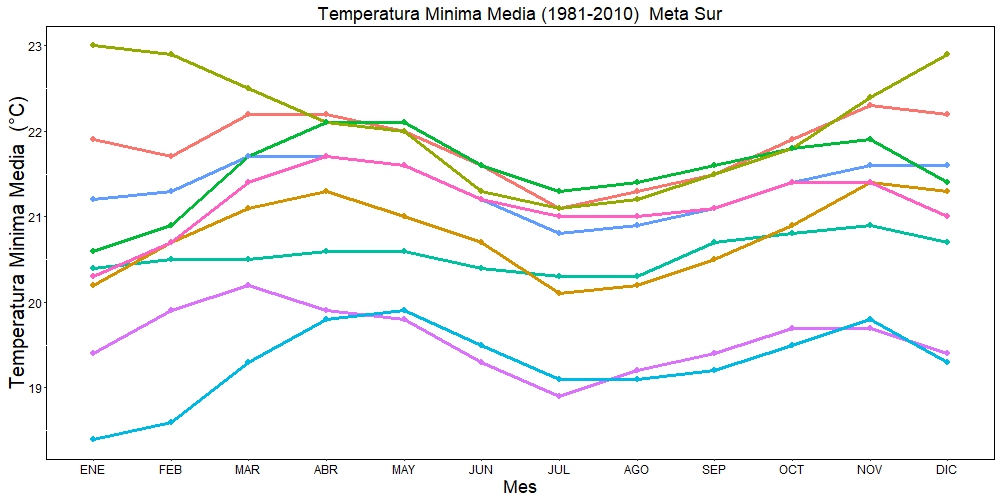 Temperatura Minima Media (1981-2010)  Meta Sur
Temperatura Minima Media  (°C)
23
22
21
20
19
ENE FEB MAR ABR MAY JUN JUL AGO SEP OCT NOV DIC
Mes